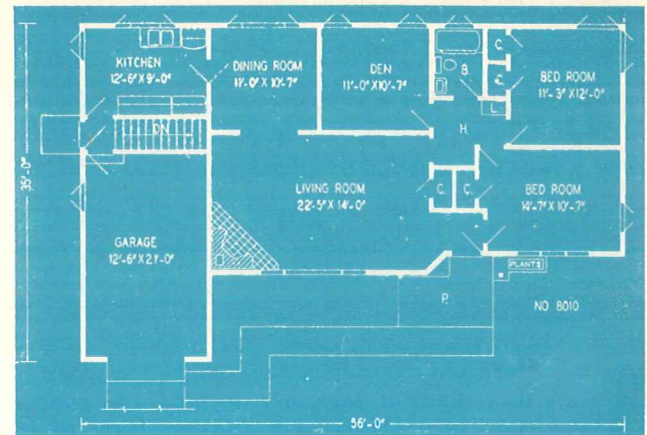 KITCHEN
12'-6" X 9'-0"
DINING ROOM
11'-0" X 10'-7"
DEN
11'-0" X 10'-7"
B.
C.
C.
L.
BED ROOM
11'-3" X 12'-0"
DN.
H.
35'-0"
LIVING ROOM
22'-5" X 14'-0"
C.
C.
BED ROOM
14'-7" X 10'-7"
GARAGE
12'-6" X 21'-0"
PLANTS
P.
NO 8010
56'-0"